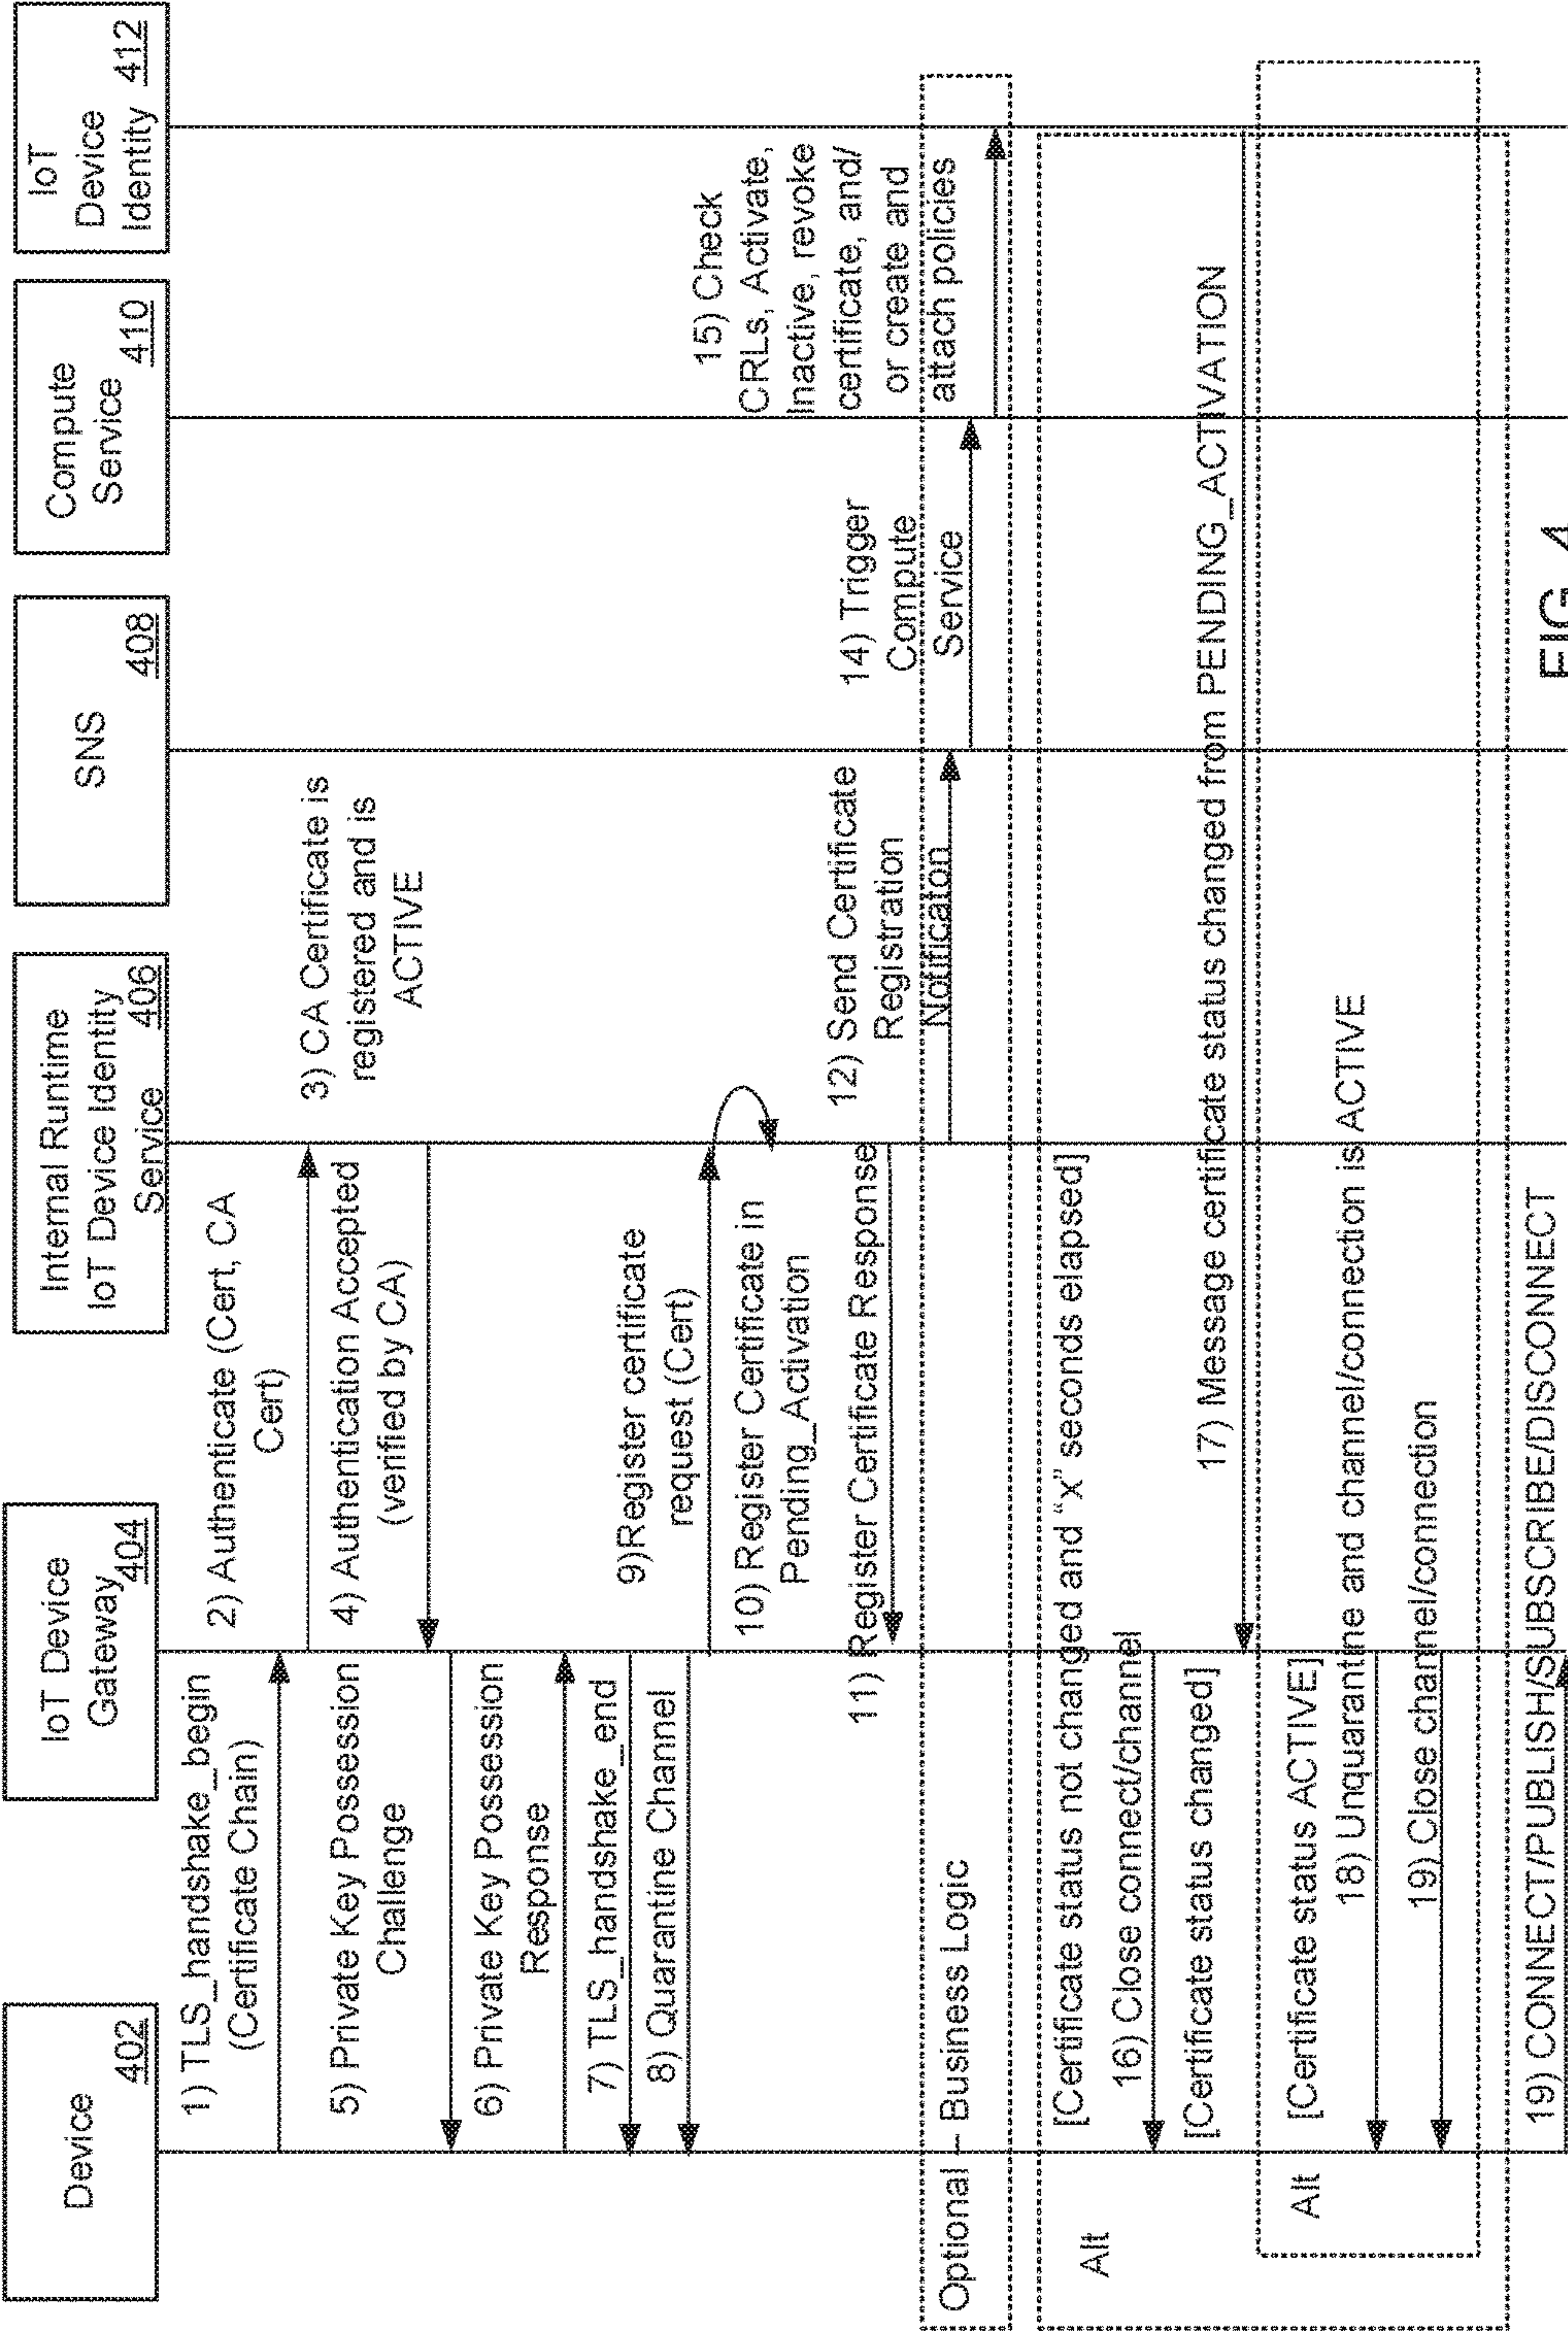 Device
402
IoT Device
Gateway
404
Internal Runtime
IoT Device Identity
Service
406
SNS
408
Compute
Service
410
IoT
Device
Identity
412
1) TLS_handshake_begin
(Certificate Chain)
2) Authenticate (Cert, CA
Cert)
3) CA Certificate is
registered and is
ACTIVE
4) Authentication Accepted
(verified by CA)
5) Private Key Possession
Challenge
6) Private Key Possession
Response
7) TLS_handshake_end
8) Quarantine Channel
9)Register certificate
request (Cert)
10) Register Certificate in
Pending_Activation
11) Register Certificate Response
12) Send Certificate
Registration
Notificaton
14) Trigger
Compute
Service
15) Check
CRLs, Activate,
Inactive, revoke
certificate, and/
or create and
attach policies
Optional – Business Logic
Alt
[Certificate status not changed and “x” seconds elapsed]
16) Close connect/channel
[Certificate status changed]
17) Message certificate status changed from PENDING_ACTIVATION
Alt
[Certificate status ACTIVE]
18) Unquarantine and channel/connection is ACTIVE
19) Close channel/connection
19) CONNECT/PUBLISH/SUBSCRIBE/DISCONNECT
FIG. 4